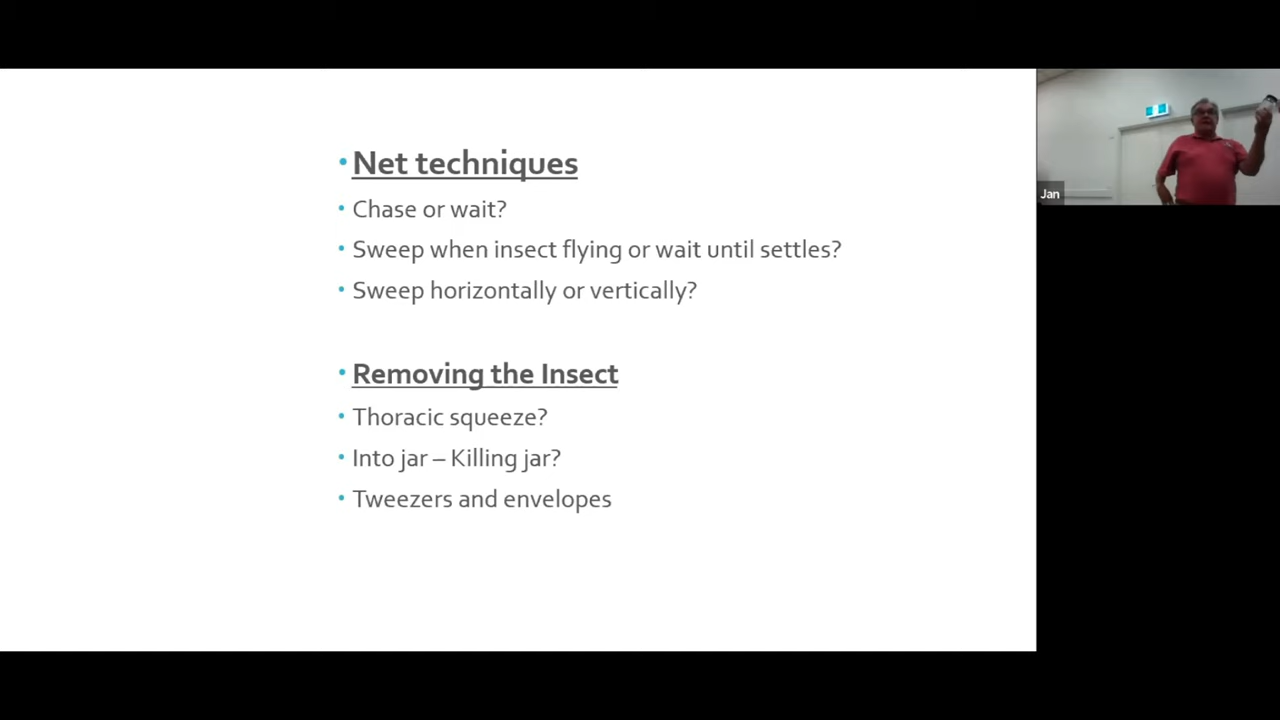 • Net techniques
• Chase or wait?
• Sweep when insect flying or wait until settles?
• Sweep horizontally or vertically?
• Removing the Insect
• Thoracic squeeze?
• Into jar – Killing jar?
• Tweezers and envelopes
Jan